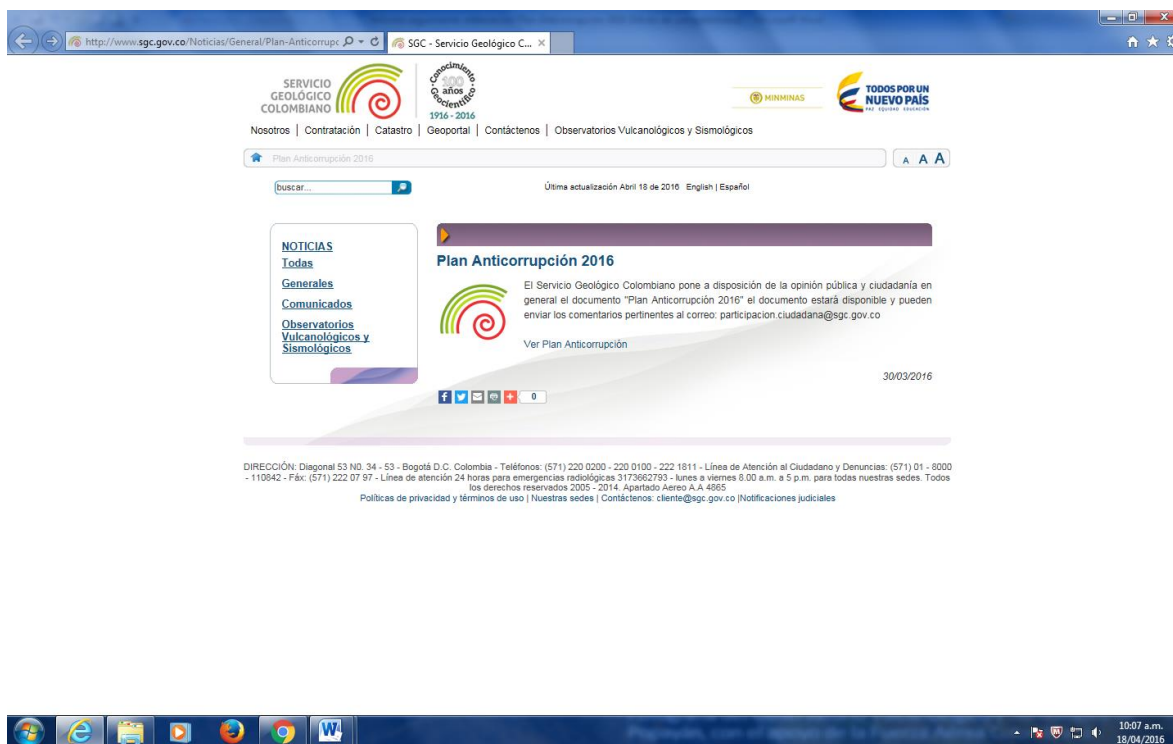 http://www.sgc.gov.co/Noticias/General/Plan-Anticorrupc
SGC - Servicio Geológico C...
SERVICIO
GEOLÓGICO
COLOMBIANO
Conocimiento
100
años
Geocientífico
1916 - 2016
MINMINAS
TODOS POR UN
NUEVO PAÍS
PAZ EQUIDAD EDUCACIÓN
Nosotros | Contratación | Catastro | Geoportal | Contáctenos | Observatorios Vulcanológicos y Sismológicos
Plan Anticorrupción 2016
A A A
buscar...
Última actualización Abril 18 de 2016 English | Español
NOTICIAS
Todas
Generales
Comunicados
Observatorios
Vulcanológicos y
Sismológicos
Plan Anticorrupción 2016
El Servicio Geológico Colombiano pone a disposición de la opinión pública y ciudadanía en
general el documento "Plan Anticorrupción 2016" el documento estará disponible y pueden
enviar los comentarios pertinentes al correo: participacion.ciudadana@sgc.gov.co
Ver Plan Anticorrupción
30/03/2016
0
DIRECCIÓN: Diagonal 53 N0. 34 - 53 - Bogotá D.C. Colombia - Teléfonos: (571) 220 0200 - 220 0100 - 222 1811 - Línea de Atención al Ciudadano y Denuncias: (571) 01 - 8000
- 110842 - Fáx: (571) 222 07 97 - Línea de atención 24 horas para emergencias radiológicas 3173662793 - lunes a viernes 8.00 a.m. a 5 p.m. para todas nuestras sedes. Todos
los derechos reservados 2005 - 2014. Apartado Aereo A.A 4865
Políticas de privacidad y términos de uso | Nuestras sedes | Contáctenos: cliente@sgc.gov.co |Notificaciones judiciales
10:07 a.m.
18/04/2016